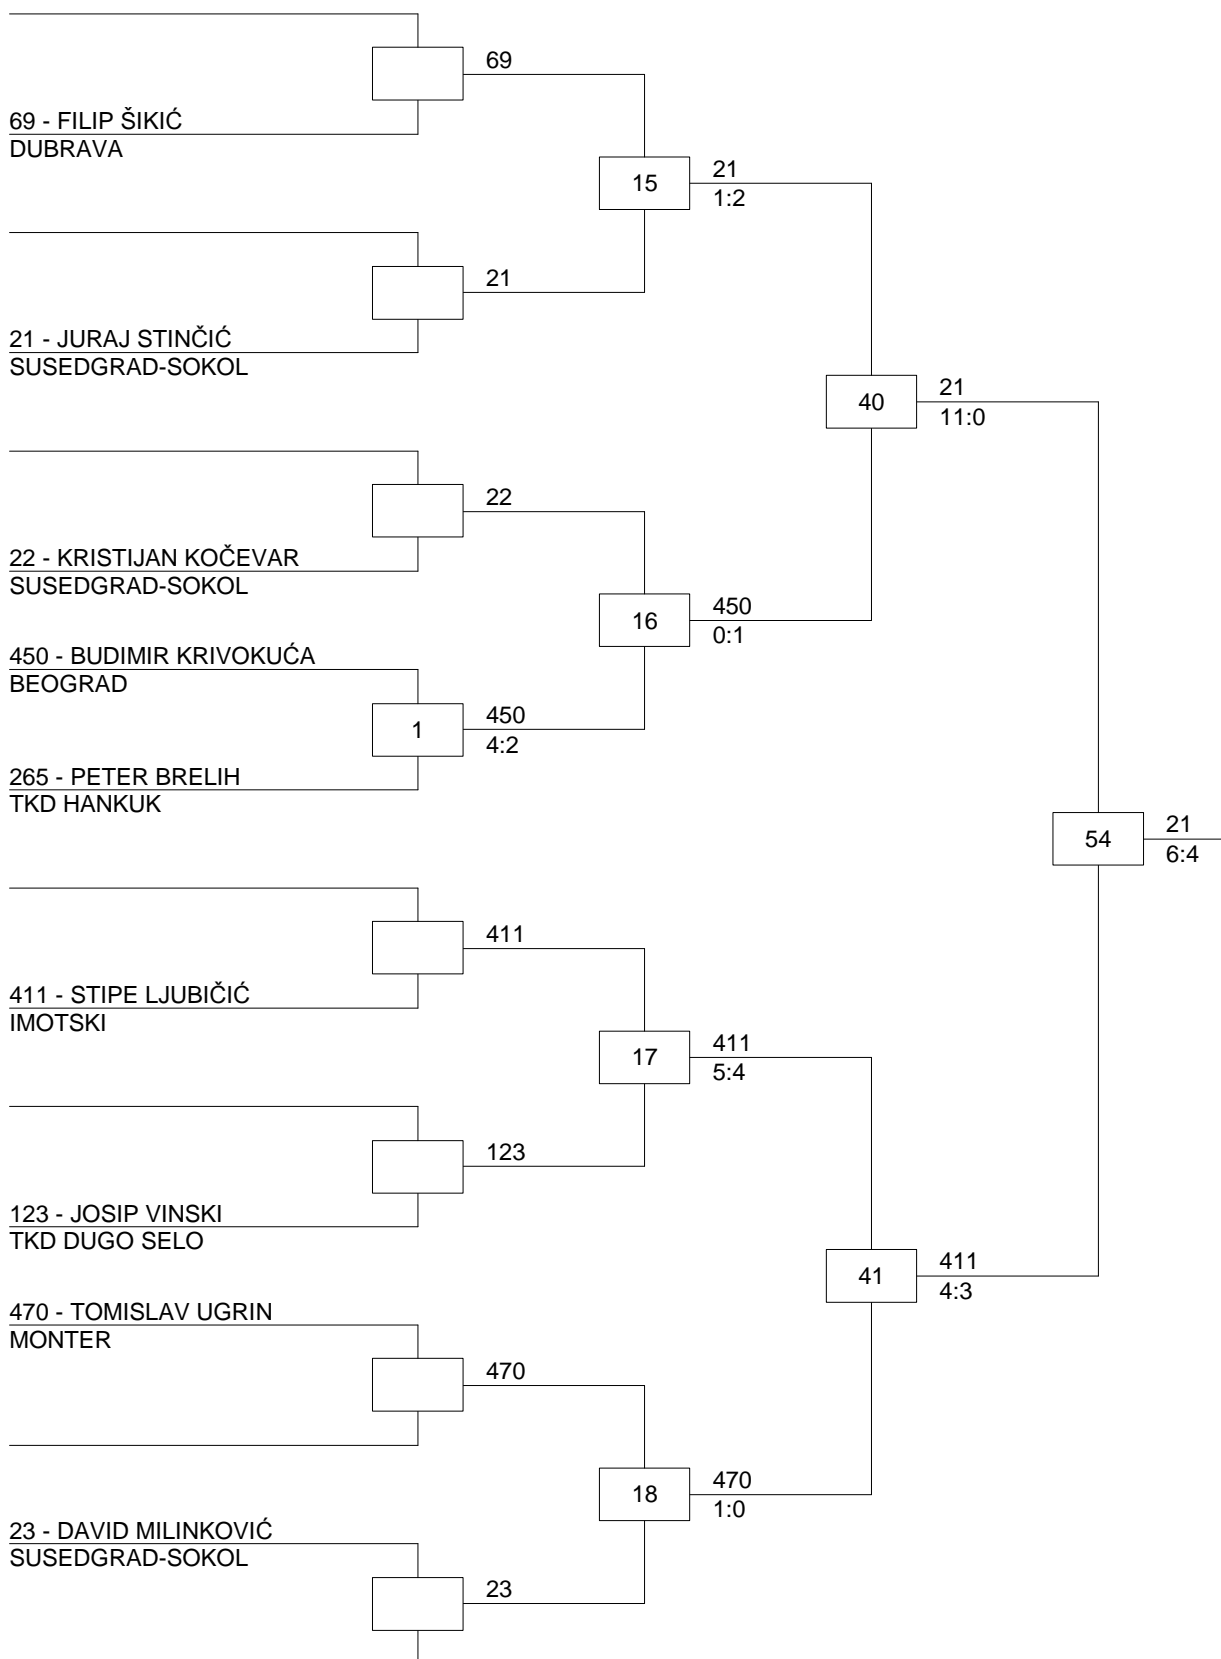 69
69 - FILIP ŠIKIĆ
DUBRAVA
15
21
1:2
21
21 - JURAJ STINČIĆ
SUSEDGRAD-SOKOL
40
21
11:0
22
22 - KRISTIJAN KOČEVAR
SUSEDGRAD-SOKOL
16
450
0:1
450 - BUDIMIR KRIVOKUĆA
BEOGRAD
1
450
4:2
265 - PETER BRELIH
TKD HANKUK
54
21
6:4
411
411 - STIPE LJUBIČIĆ
IMOTSKI
17
411
5:4
123
123 - JOSIP VINSKI
TKD DUGO SELO
41
411
4:3
470 - TOMISLAV UGRIN
MONTER
470
18
470
1:0
23 - DAVID MILINKOVIĆ
SUSEDGRAD-SOKOL
23